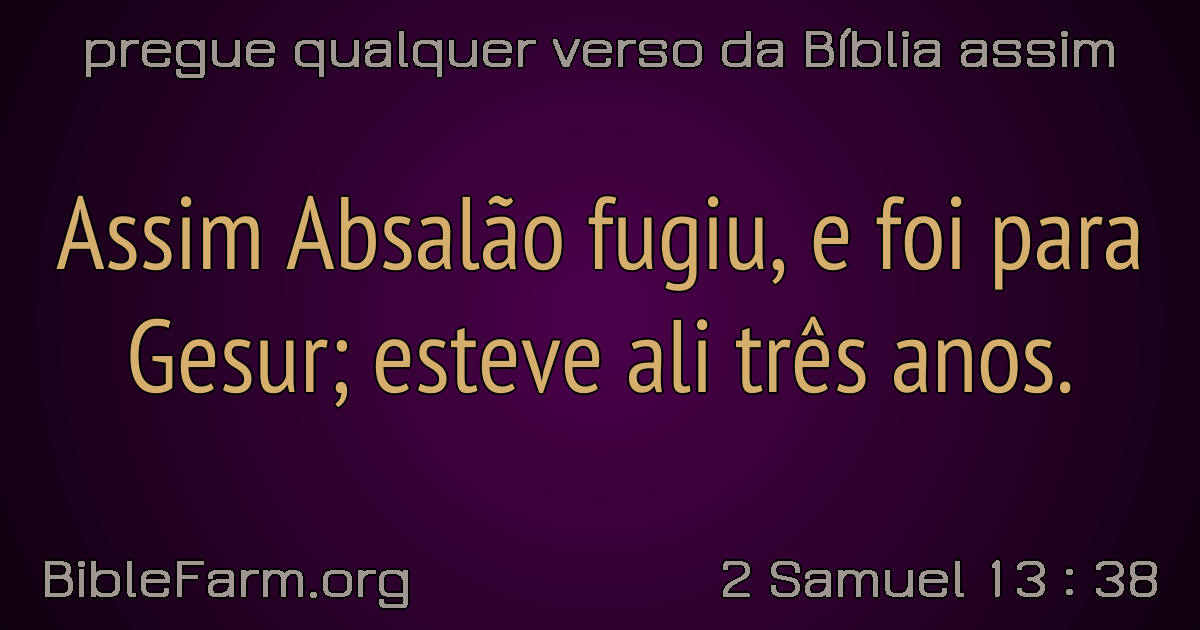 pregue qualquer verso da Bíblia assim
Assim Absalão fugiu, e foi para
Gesur; esteve ali três anos.
BibleFarm.org
2 Samuel 13 : 38